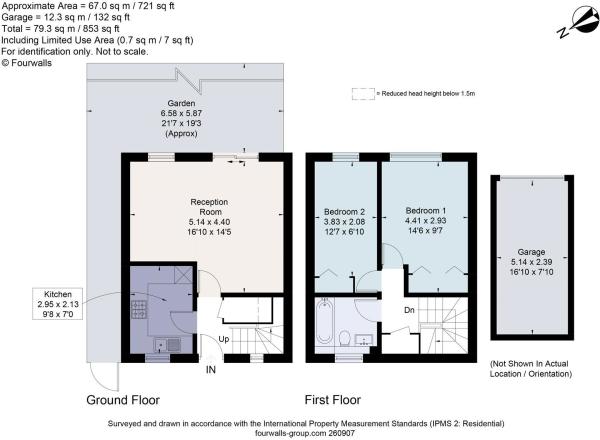 Approximate Area = 67.0 sq m / 721 sq ft
Garage = 12.3 sq m / 132 sq ft
Total = 79.3 sq m / 853 sq ft
Including Limited Use Area (0.7 sq m / 7 sq ft)
For identification only. Not to scale.
© Fourwalls
N
= Reduced head height below 1.5m
Garden
6.58 x 5.87
21'7 x 19'3
(Approx)
Reception
Room
5.14 x 4.40
16'10 x 14'5
Kitchen
2.95 x 2.13
9'8 x 7'0
Up
IN
Ground Floor
Bedroom 2
3.83 x 2.08
12'7 x 6'10
Bedroom 1
4.41 x 2.93
14'6 x 9'7
Dn
First Floor
Garage
5.14 x 2.39
16'10 x 7'10
(Not Shown In Actual
Location / Orientation)
Surveyed and drawn in accordance with the International Property Measurement Standards (IPMS 2: Residential)
fourwalls-group.com 260907